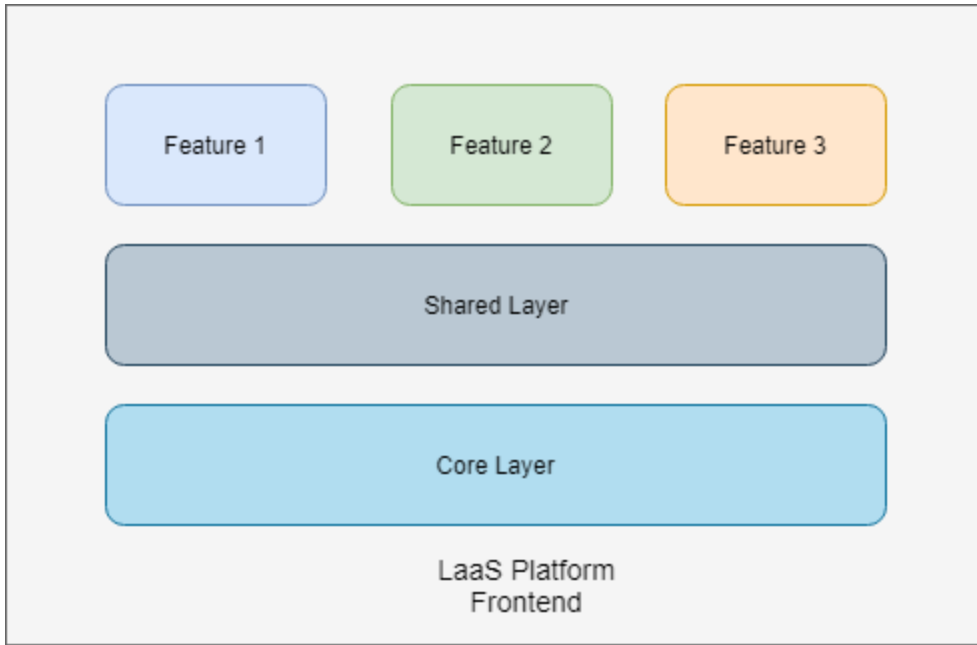 Feature 1
Feature 2
Feature 3
Shared Layer
Core Layer
LaaS Platform
Frontend